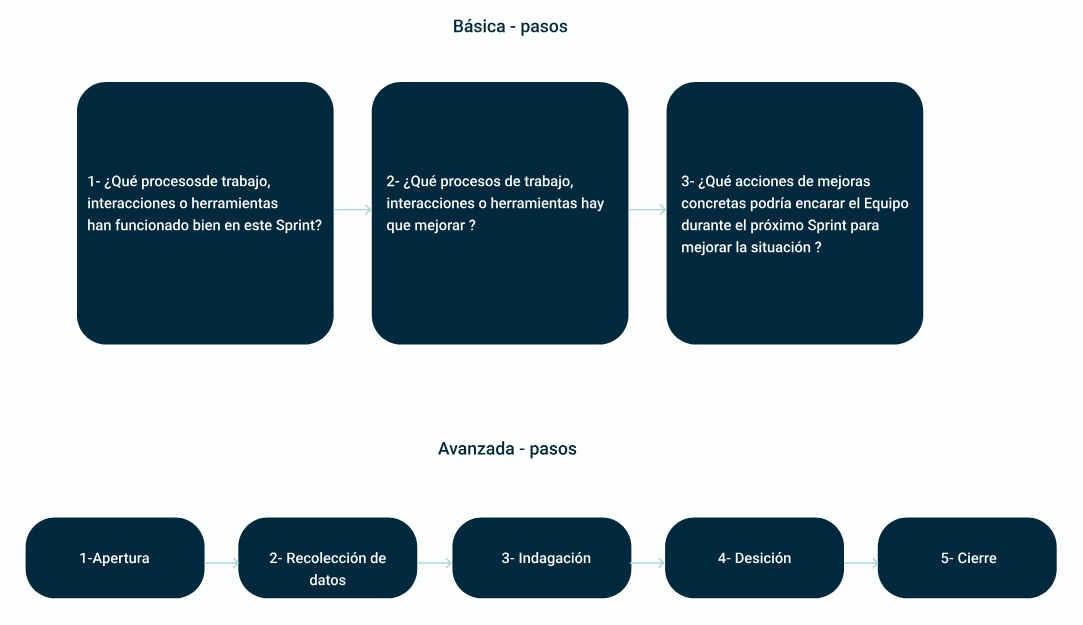 Básica - pasos
1- ¿Qué procesosde trabajo,
interacciones o herramientas
han funcionado bien en este Sprint?
2- ¿Qué procesos de trabajo,
interacciones o herramientas hay
que mejorar ?
3- ¿Qué acciones de mejoras
concretas podría encarar el Equipo
durante el próximo Sprint para
mejorar la situación ?
Avanzada - pasos
1-Apertura
2- Recolección de
datos
3- Indagación
4- Desición
5- Cierre